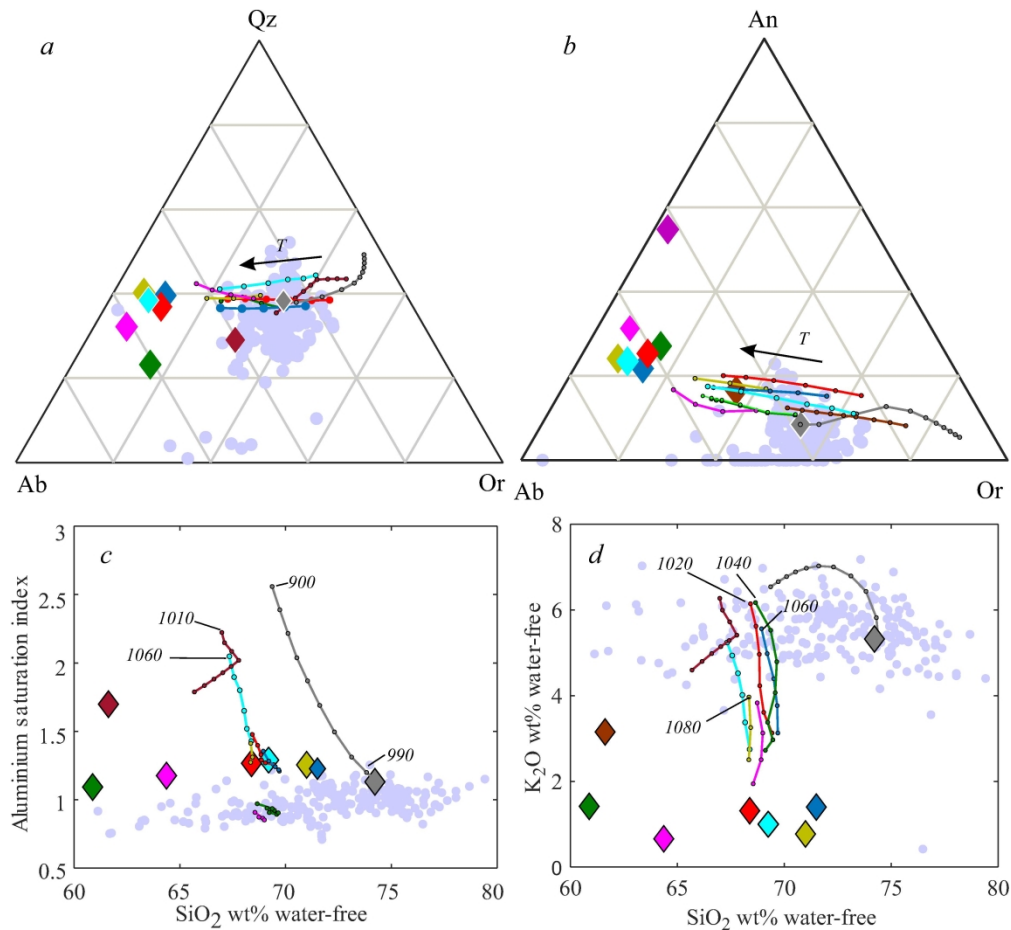 a
Qz
T
Ab
Or
b
An
T
Ab
Or
c
Aluminium saturation index
3
2.5
2
1.5
1
0.5
900
1010
1060
990
60
65
70
75
80
SiO2 wt% water-free
d
K2O wt% water-free
8
6
4
2
0
1020
1040
1060
1080
60
65
70
75
80
SiO2 wt% water-free